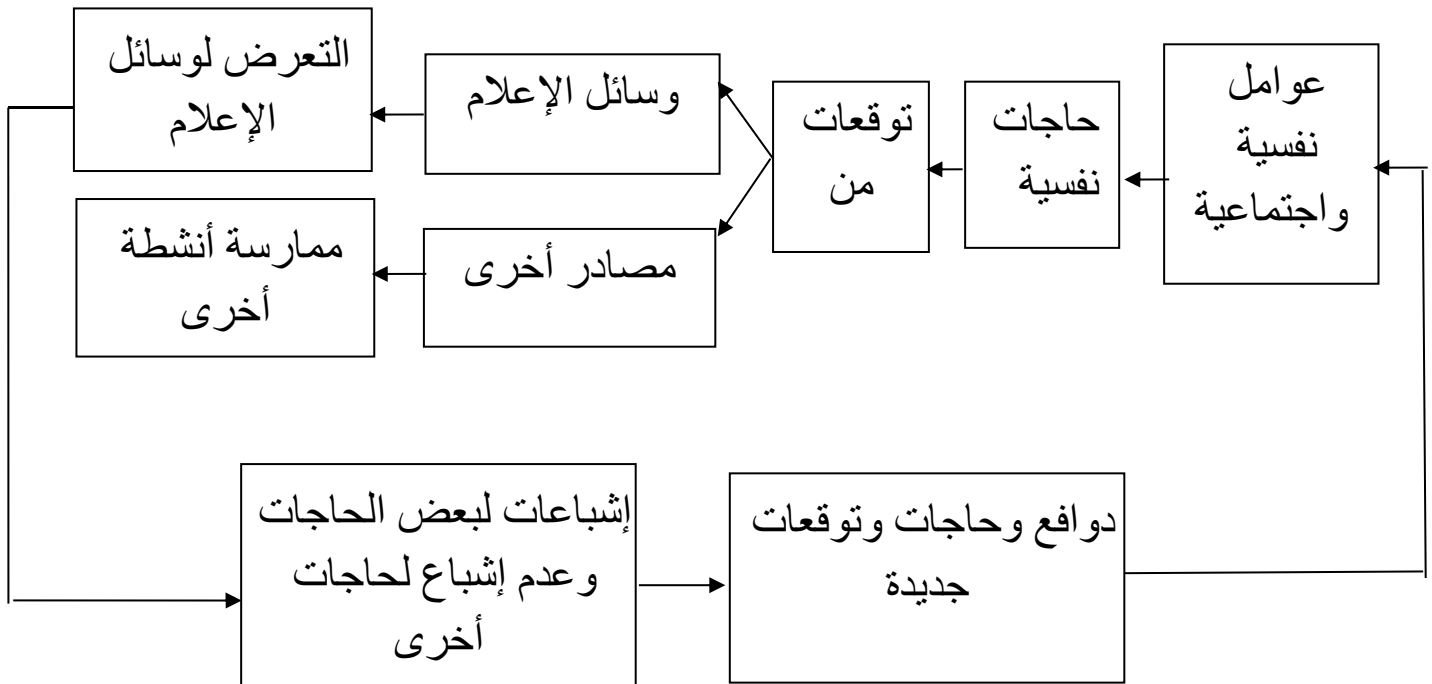 عوامل
نفسية
واجتماعية
حاجات
نفسية
توقعات
من
وسائل الإعلام
التعرض لوسائل
الإعلام
مصادر أخرى
ممارسة أنشطة
أخرى
إشباعات لبعض الحاجات
وعدم إشباع لحاجات
أخرى
دوافع وحاجات وتوقعات
جديدة